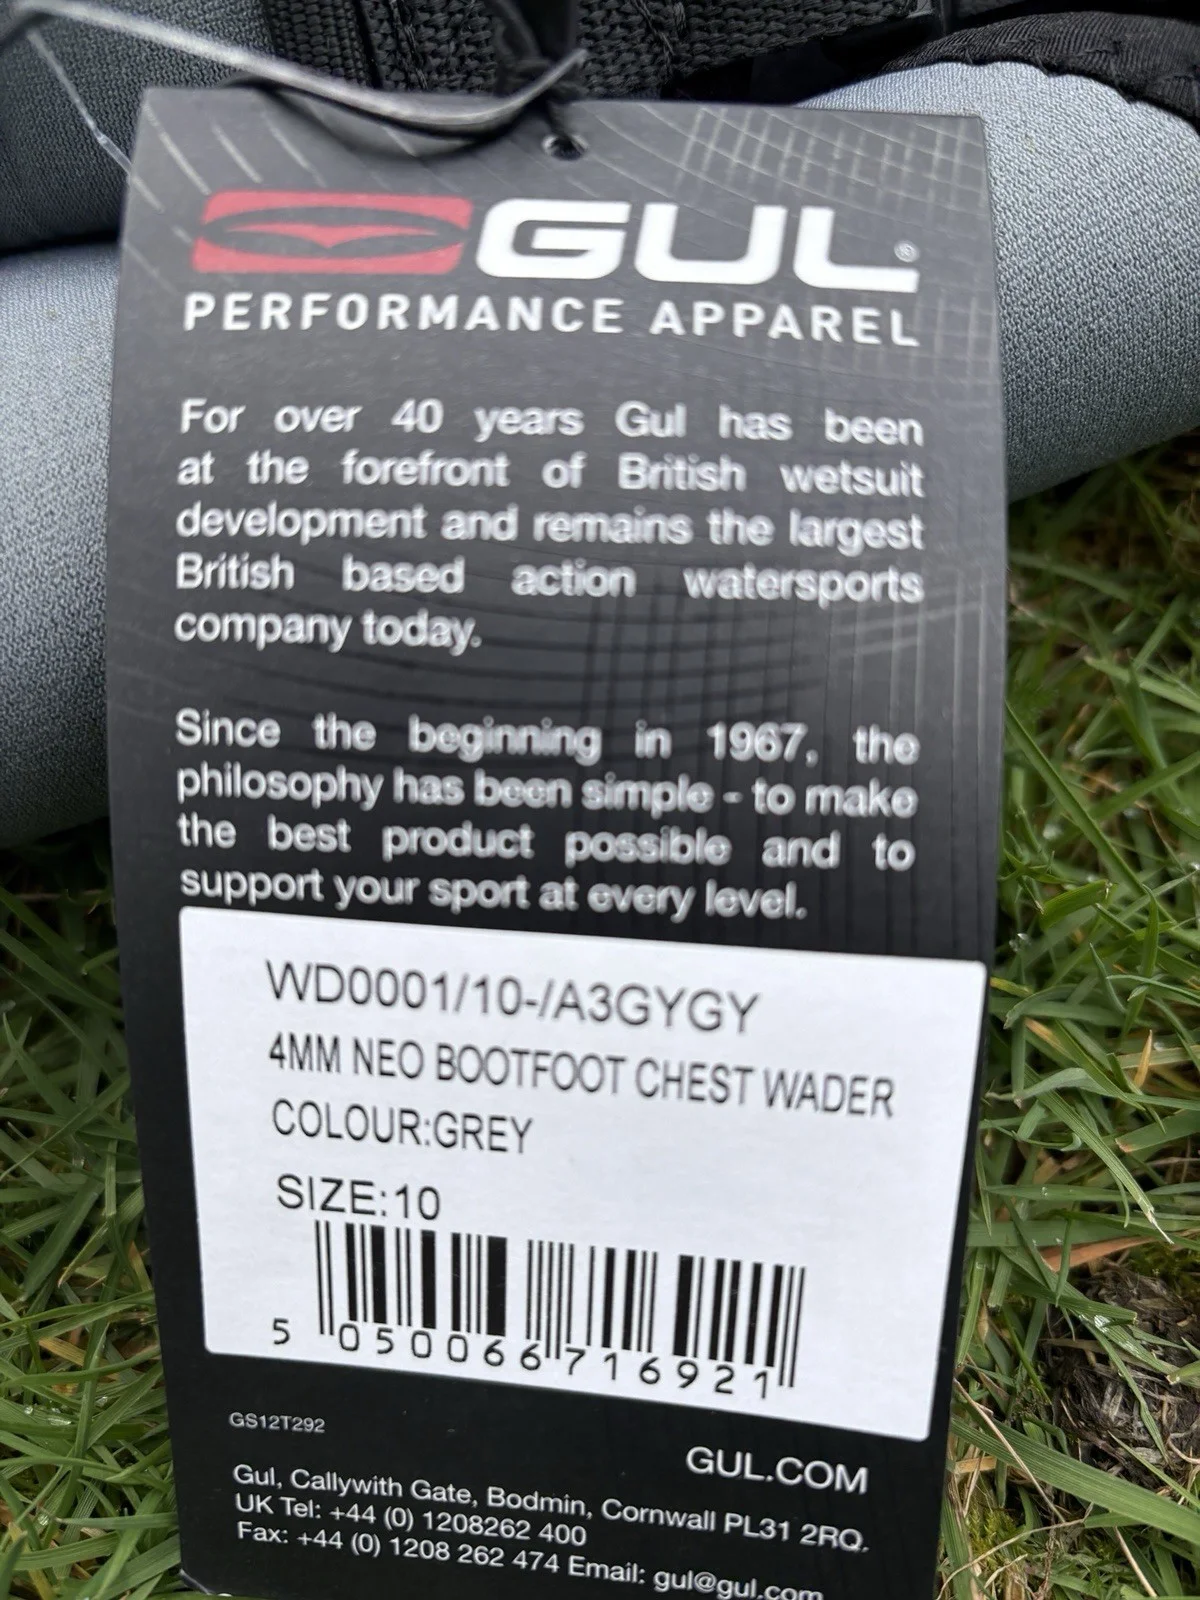 GUL®
PERFORMANCE APPAREL
For over 40 years Gul has been
at the forefront of British wetsuit
development and remains the largest
British based action watersports
company today.
Since the beginning in 1967, the
philosophy has been simple - to make
the best product possible and to
support your sport at every level.
WD0001/10-/A3GYGY
4MM NEO BOOTFOOT CHEST WADER
COLOUR:GREY
SIZE:10
5 050066 716921
GS12T292
GUL.COM
Gul, Callywith Gate, Bodmin, Cornwall PL31 2RQ.
UK Tel: +44 (0) 1208262 400
Fax: +44 (0) 1208 262 474 Email: gul@gul.com